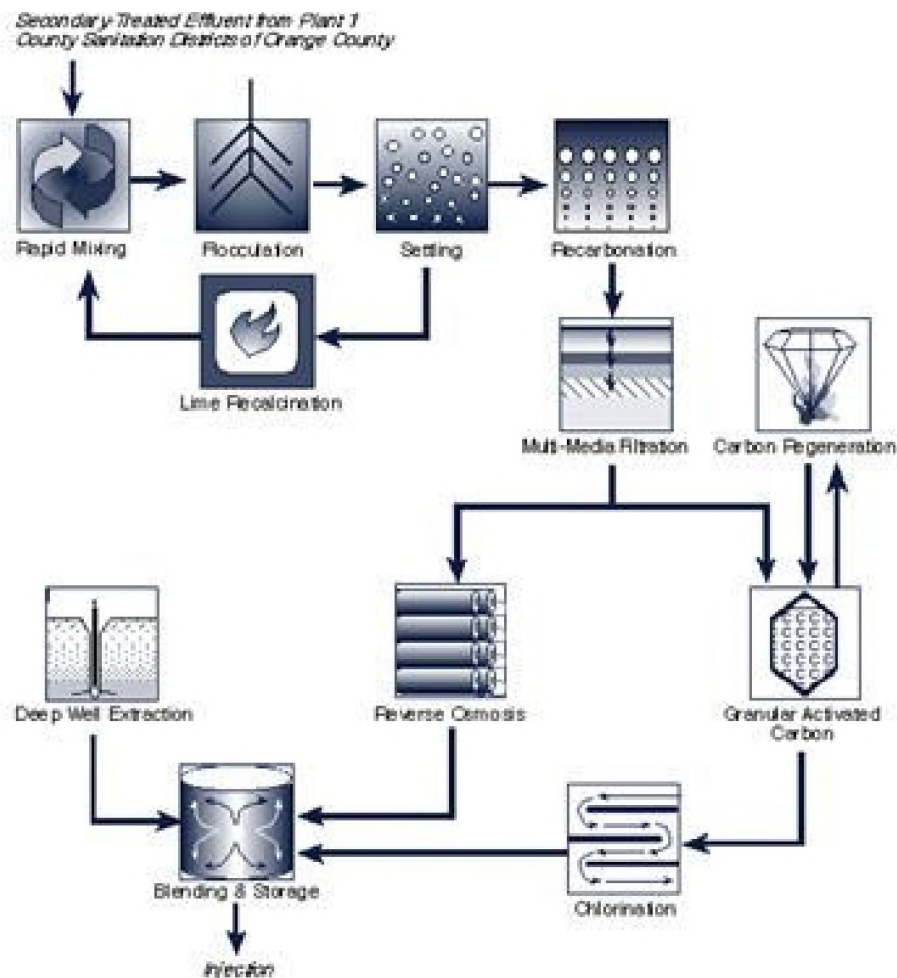 Secondary-Treated Effluent from Plant 1
County Sanitation Districts of Orange County
Rapid Mixing
Flocculation
Settling
Recarbonation
Lime Recalcination
Multi-Media Filtration
Carbon Regeneration
Deep Well Extraction
Reverse Osmosis
Granular Activated
Carbon
Blending & Storage
Chlorination
Injection